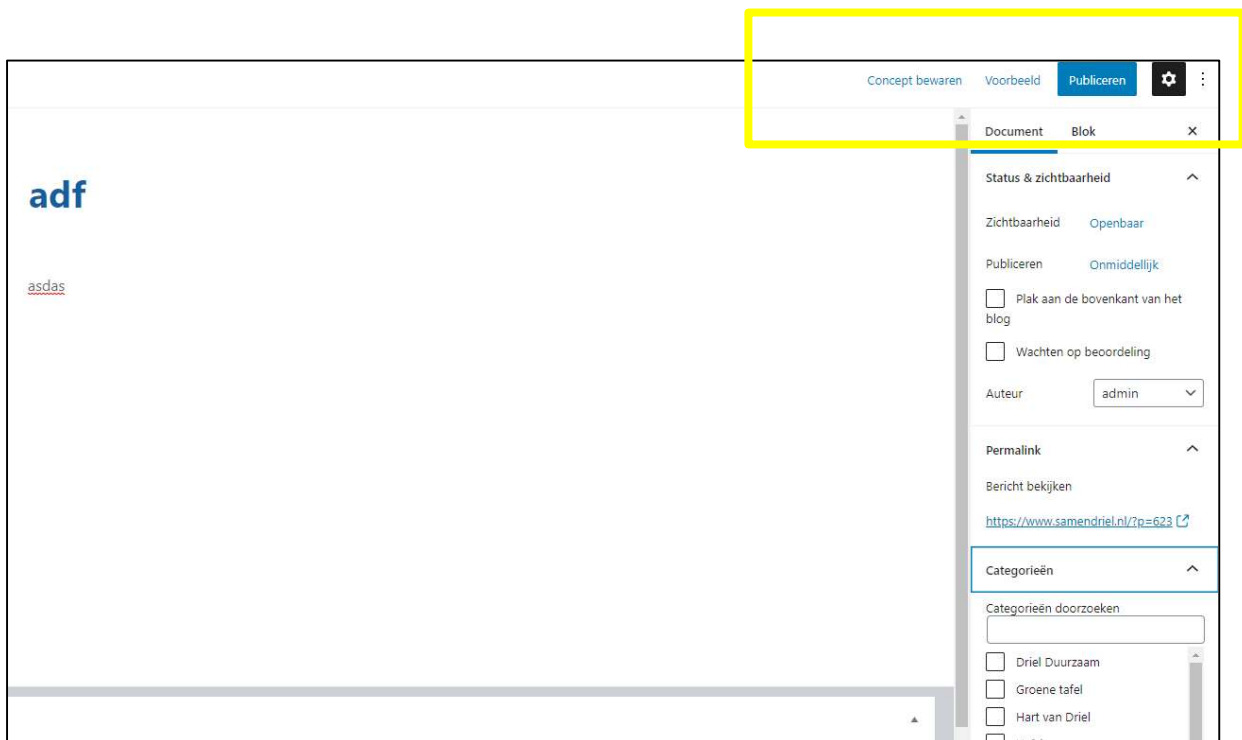 Concept bewaren Voorbeeld Publiceren
Document Blok
adf
asdas
Status & zichtbaarheid
Zichtbaarheid Openbaar
Publiceren Onmiddellijk
Plak aan de bovenkant van het
blog
Wachten op beoordeling
Auteur admin
Permalink
Bericht bekijken
https://www.samendriel.nl/?p=623
Categorieën
Categorieën doorzoeken
Driel Duurzaam
Groene tafel
Hart van Driel